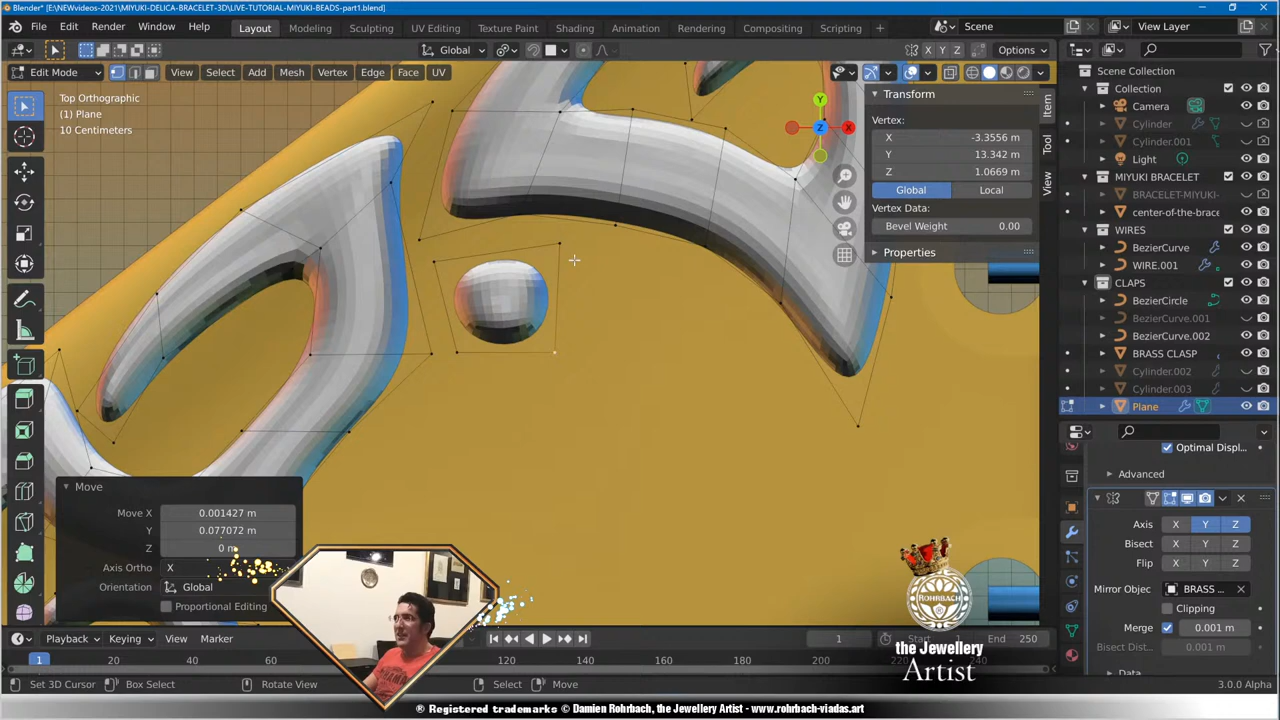 Blender* [E:\NEWvideos-2021\MIYUKI-DELICA-BRACELET-3D\LIVE-TUTORIAL-MIYUKI-BEADS-part1.blend]
File Edit Render Window Help Layout Modeling Sculpting UV Editing Texture Paint Shading Animation Rendering Compositing Scripting + Scene View Layer
Global X Y Z Options
Edit Mode View Select Add Mesh Vertex Edge Face UV
Top Orthographic
(1) Plane
10 Centimeters
Y
Z
X
Transform
Vertex:
X -3.3556 m
Y 13.342 m
Z 1.0669 m
Global Local
Vertex Data:
Bevel Weight 0.00
Properties
Item
Tool
View
Scene Collection
Collection
Camera
Cylinder
Cylinder.001
Light
MIYUKI BRACELET
BRACELET-MIYUKI-
center-of-the-brace
WIRES
BezierCurve
WIRE.001
CLAPS
BezierCircle
BezierCurve.001
BezierCurve.002
BRASS CLASP
Cylinder.002
Cylinder.003
Plane
Optimal Displ...
Advanced
Axis X Y Z
Bisect X Y Z
Flip X Y Z
Mirror Objec BRASS ...
Clipping
Merge 0.001 m
Bisect Dist... 0.001 m
Data
Move
Move X 0.001427 m
Y 0.077072 m
Z 0 m
Axis Ortho X
Orientation Global
Proportional Editing
ROHRBACH
the Jewellery
Artist
Playback Keying View Marker 1 Start 1 End 250
1 20 40 60 120 140 160 180 200 220 240
Set 3D Cursor Box Select Rotate View Select Move 3.0.0 Alpha
® Registered trademarks © Damien Rohrbach, the Jewellery Artist - www.rohrbach-viadas.art